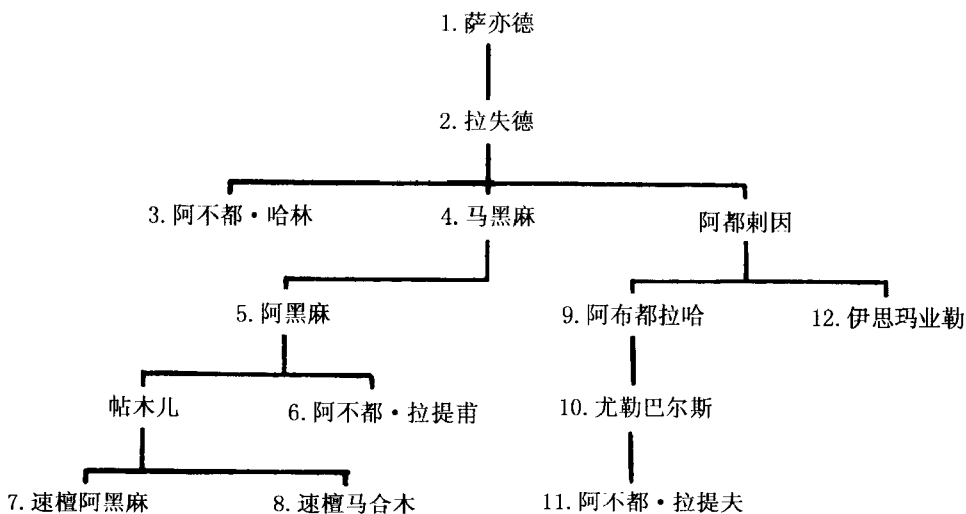 1.萨亦德
2.拉失德
3.阿不都·哈林 4.马黑麻 阿都剌因
5.阿黑麻 9.阿布都拉哈 12.伊思玛业勒
帖木儿 6.阿不都·拉提甫 10.尤勒巴尔斯
7.速檀阿黑麻 8.速檀马合木 11.阿不都·拉提夫